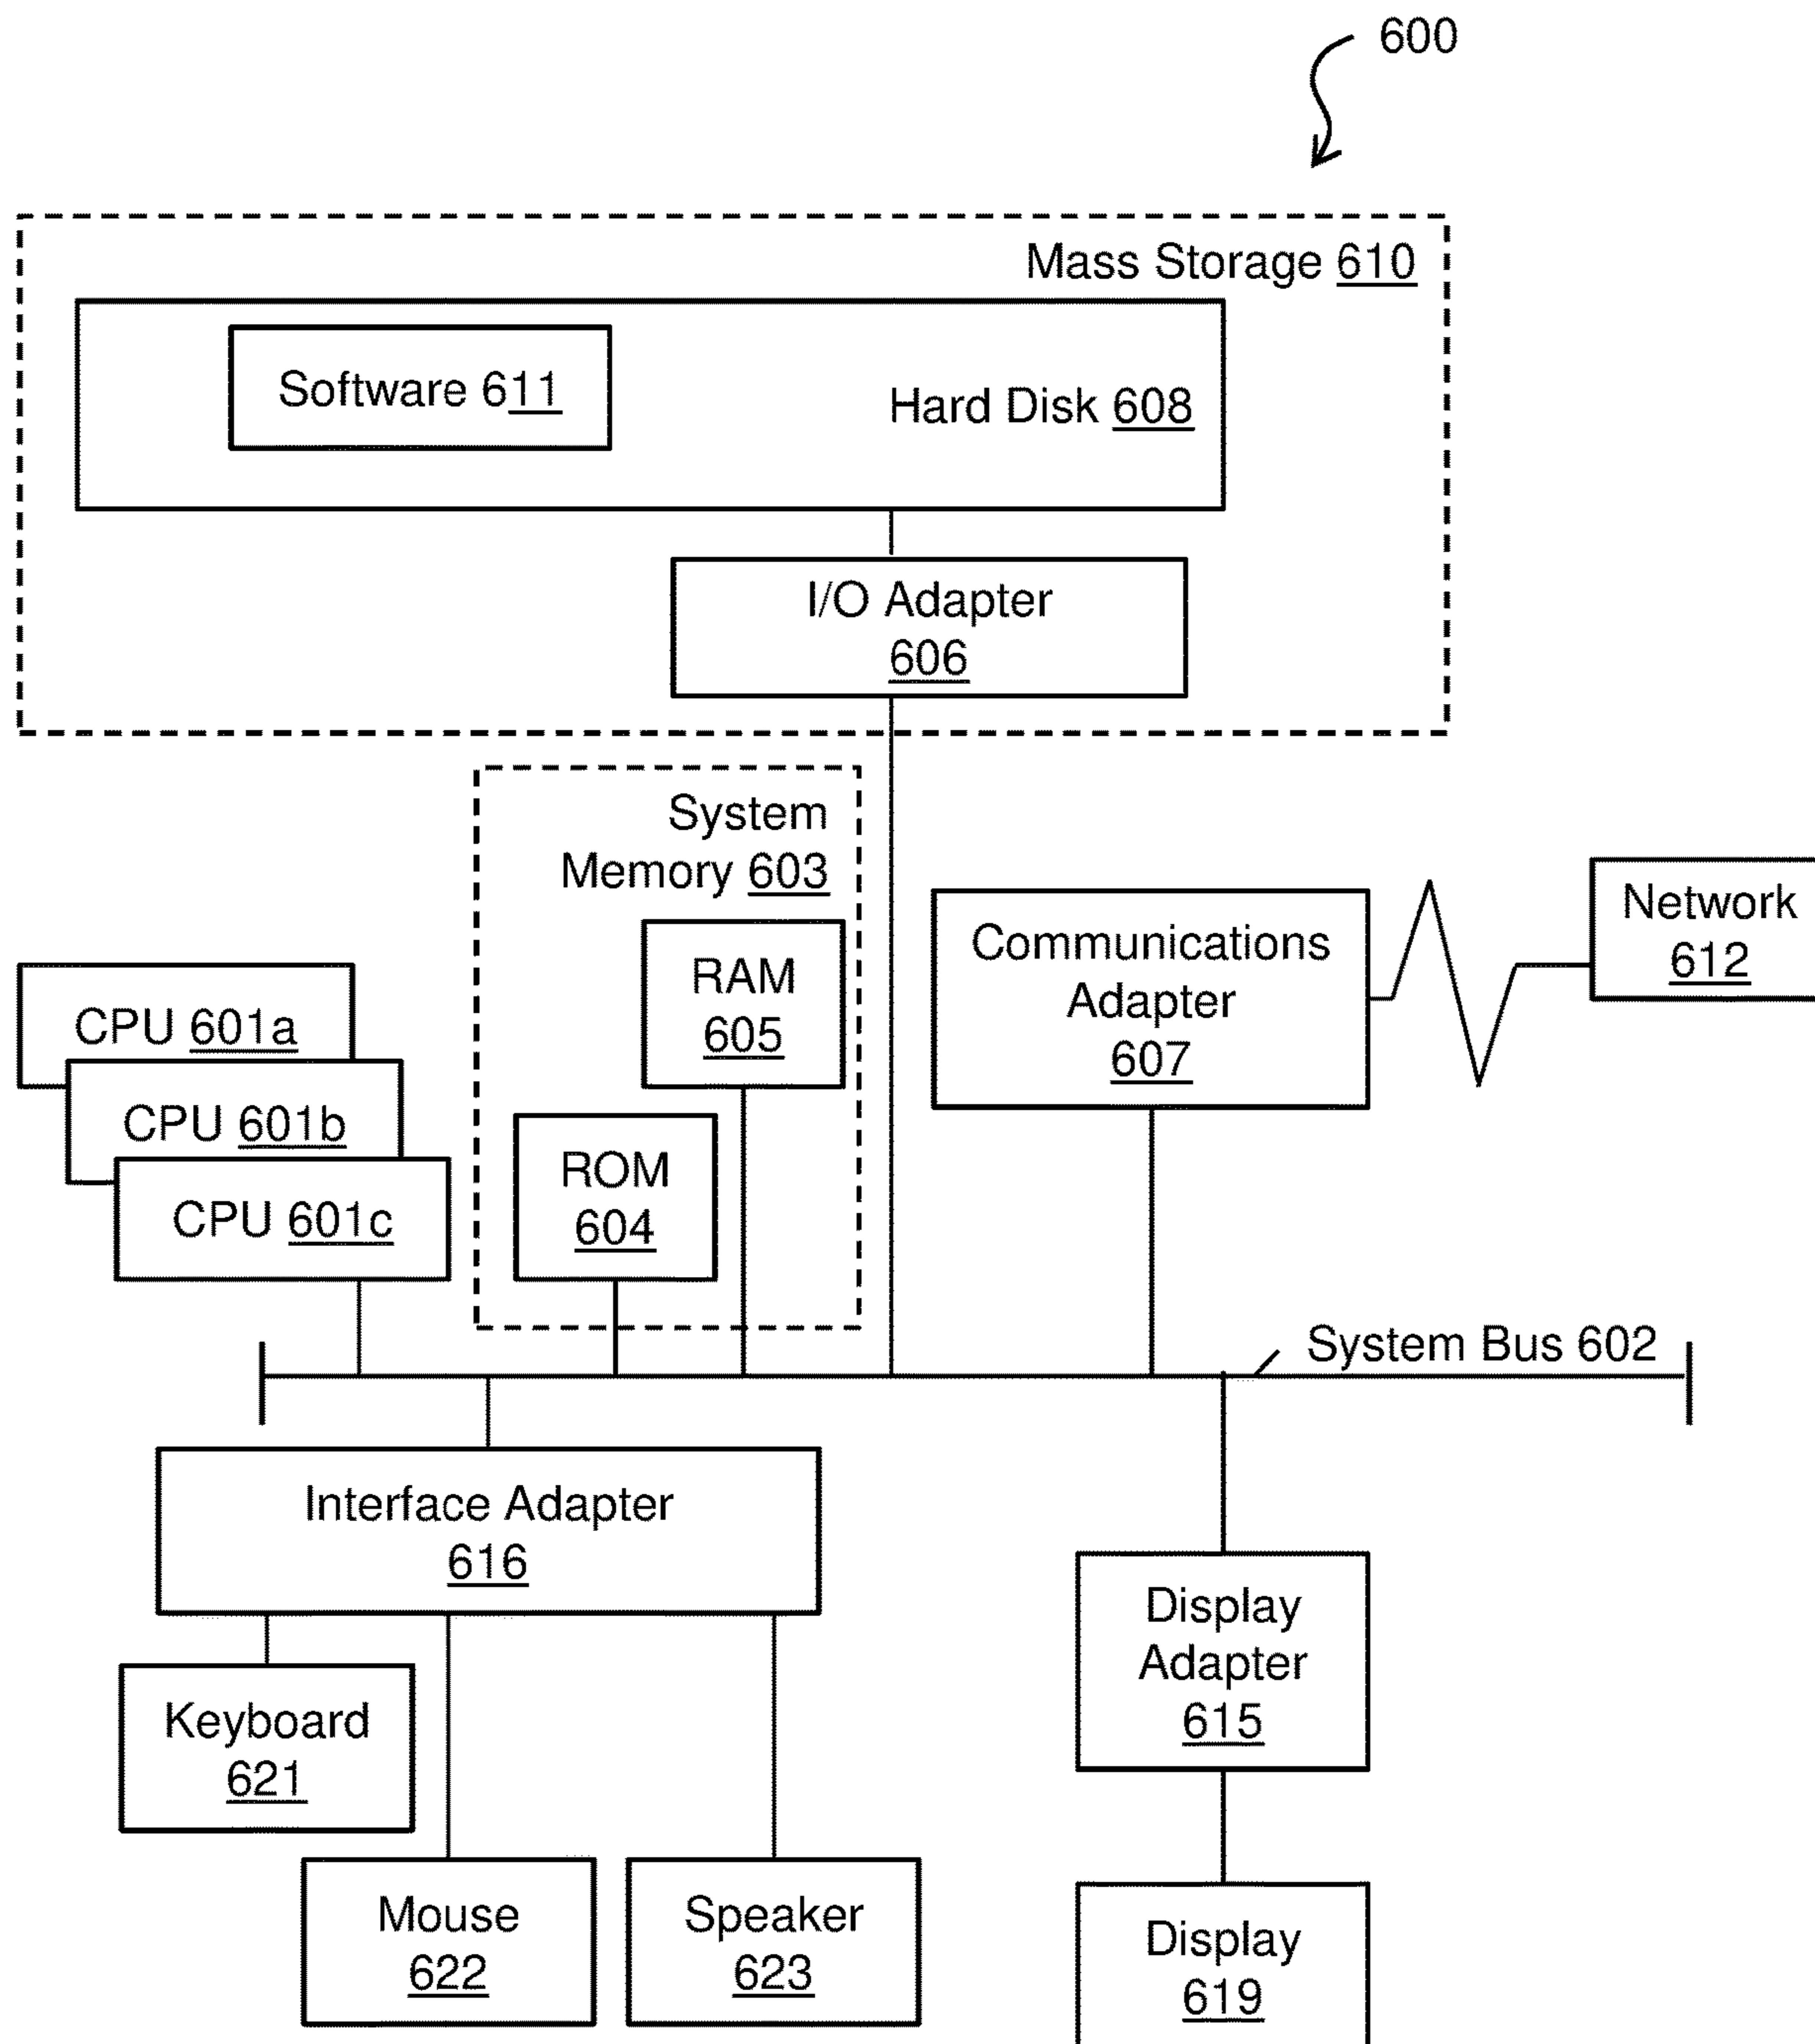 600
Mass Storage 610
Software 611
Hard Disk 608
I/O Adapter
606
System
Memory 603
RAM
605
ROM
604
CPU 601a
CPU 601b
CPU 601c
Communications
Adapter
607
Network
612
System Bus 602
Interface Adapter
616
Keyboard
621
Mouse
622
Speaker
623
Display
Adapter
615
Display
619